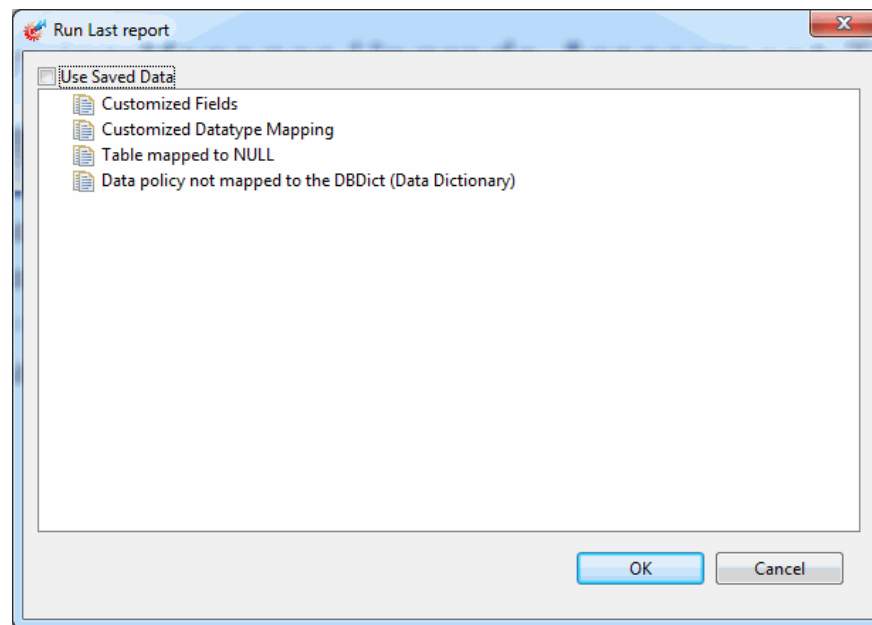 Run Last report
Use Saved Data
Customized Fields
Customized Datatype Mapping
Table mapped to NULL
Data policy not mapped to the DBDict (Data Dictionary)
OK
Cancel